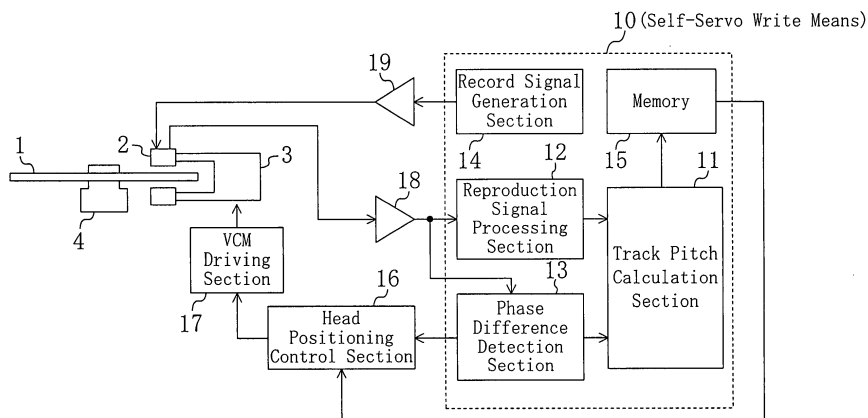 10 (Self-Servo Write Means)
19
Record Signal
Generation
Section
14
Memory
15
11
1
2
3
4
12
18
Reproduction
Signal
Processing
Section
Track Pitch
Calculation
Section
VCM
Driving
Section
17
13
16
Phase
Difference
Detection
Section
Head
Positioning
Control Section